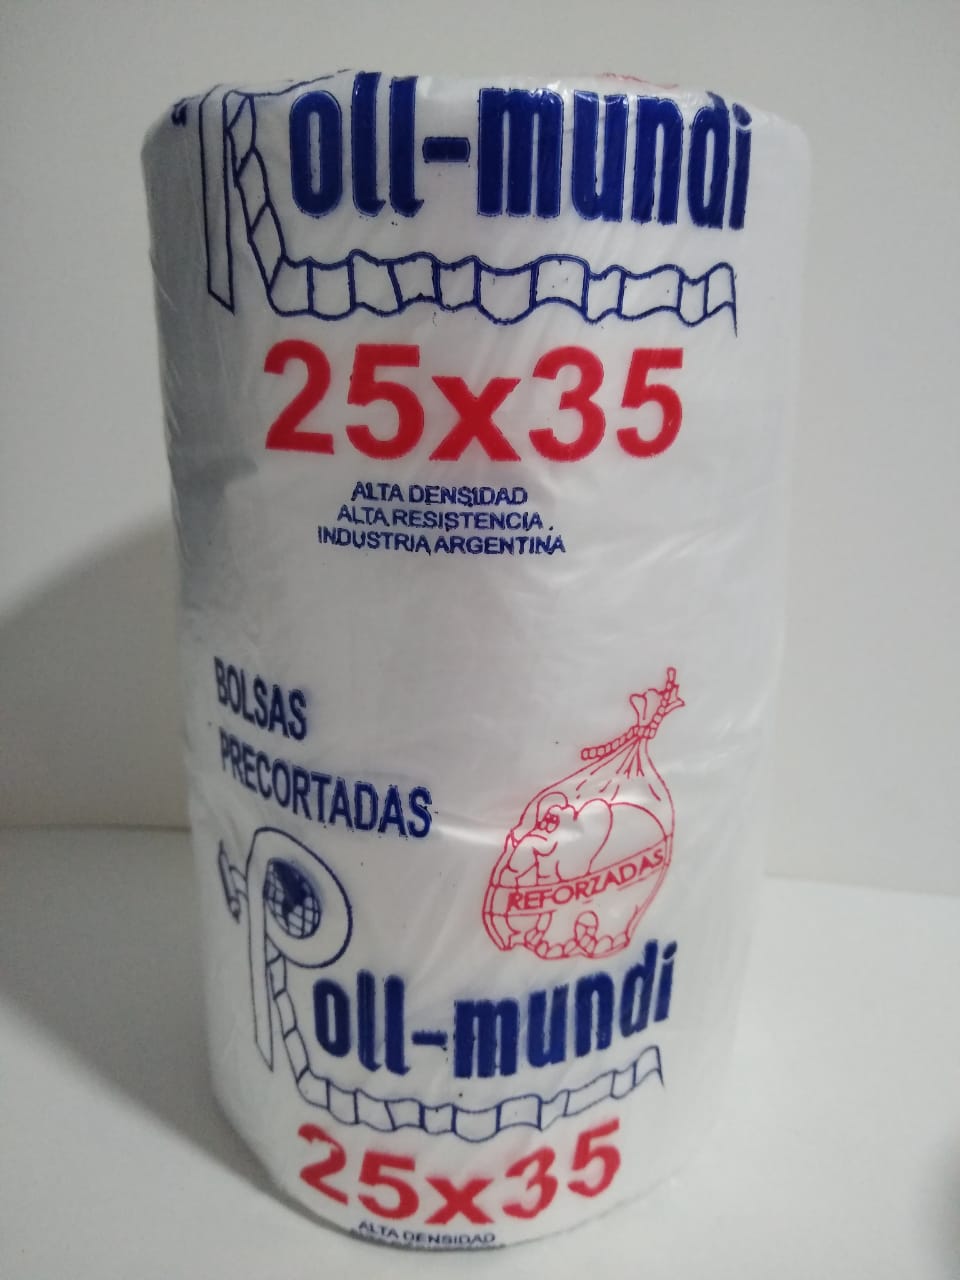 Roll-mundi
25x35
ALTA DENSIDAD
ALTA RESISTENCIA
INDUSTRIA ARGENTINA
BOLSAS
PRECORTADAS
REFORZADAS
Roll-mundi
25x35
ALTA DENSIDAD